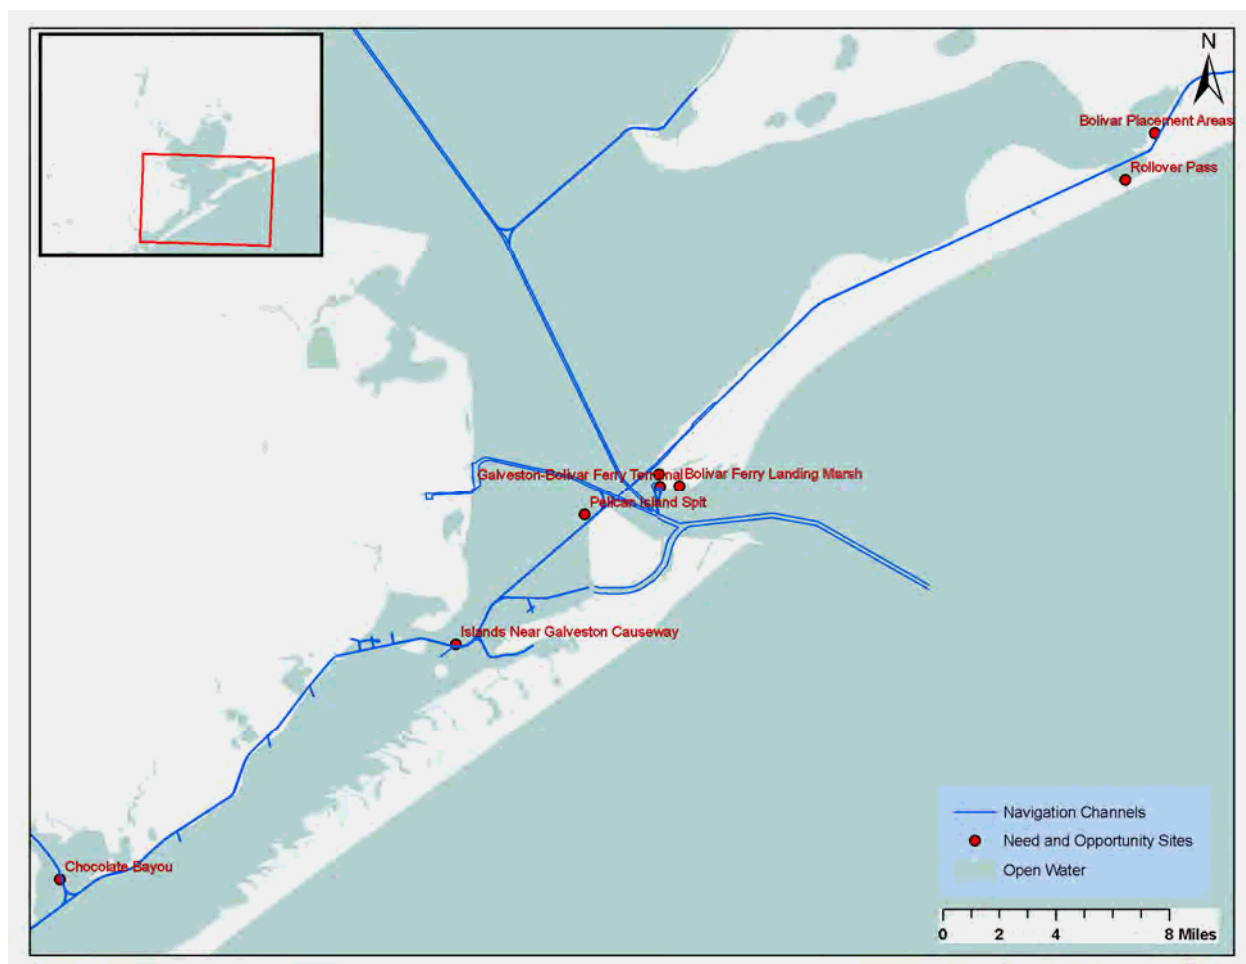 N
Bolivar Placement Areas
Rollover Pass
Galveston-Bolivar Ferry Terminal
Bolivar Ferry Landing Marsh
Pelican Island Spit
Islands Near Galveston Causeway
Chocolate Bayou
Navigation Channels
Need and Opportunity Sites
Open Water
0 2 4 8 Miles